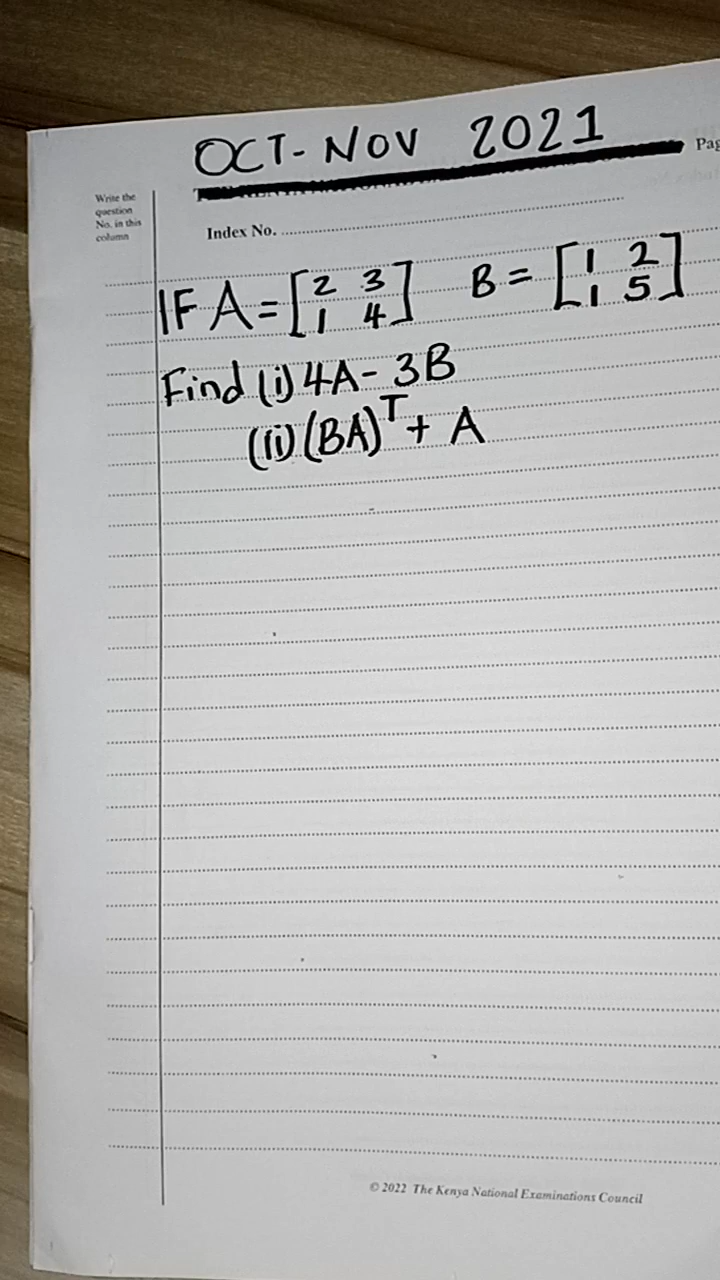 OCT-NOV 2021
Write the
question
No. in this
column
Index No. ........................................
IF A = [2 3 B = [1 2
1 4] 1 5]
Find (i) 4A - 3B
(ii) (BA)ᵀ + A
© 2022 The Kenya National Examinations Council